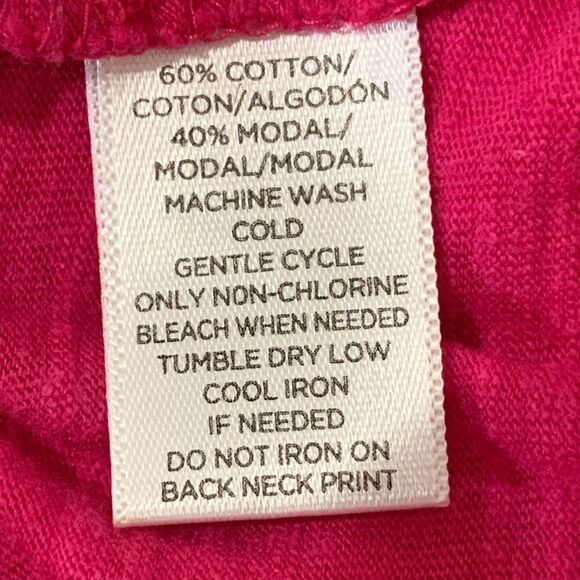 60% COTTON/
COTON/ALGODÓN
40% MODAL/
MODAL/MODAL
MACHINE WASH
COLD
GENTLE CYCLE
ONLY NON-CHLORINE
BLEACH WHEN NEEDED
TUMBLE DRY LOW
COOL IRON
IF NEEDED
DO NOT IRON ON
BACK NECK PRINT